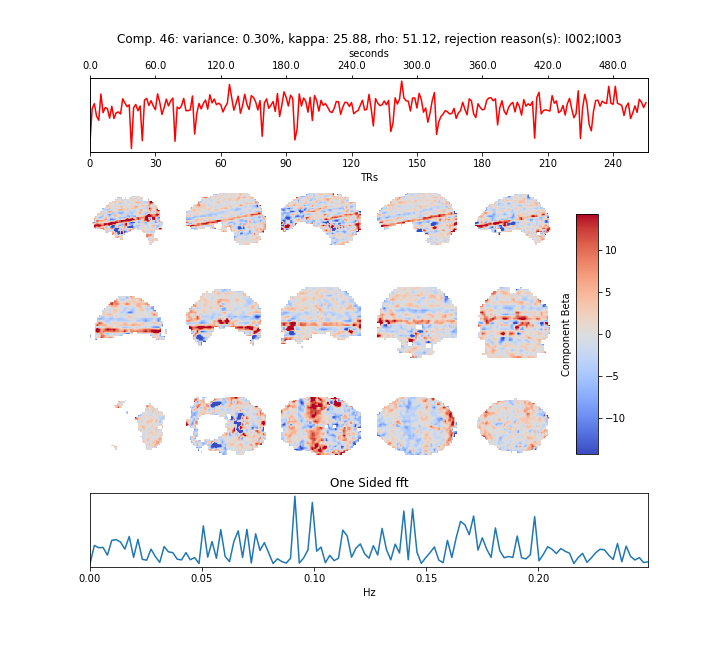 Comp. 46: variance: 0.30%, kappa: 25.88, rho: 51.12, rejection reason(s): I002;I003
seconds
0.0 60.0 120.0 180.0 240.0 300.0 360.0 420.0 480.0
0 30 60 90 120 150 180 210 240
TRs
10
5
0
−5
−10
Component Beta
One Sided fft
0.00 0.05 0.10 0.15 0.20
Hz